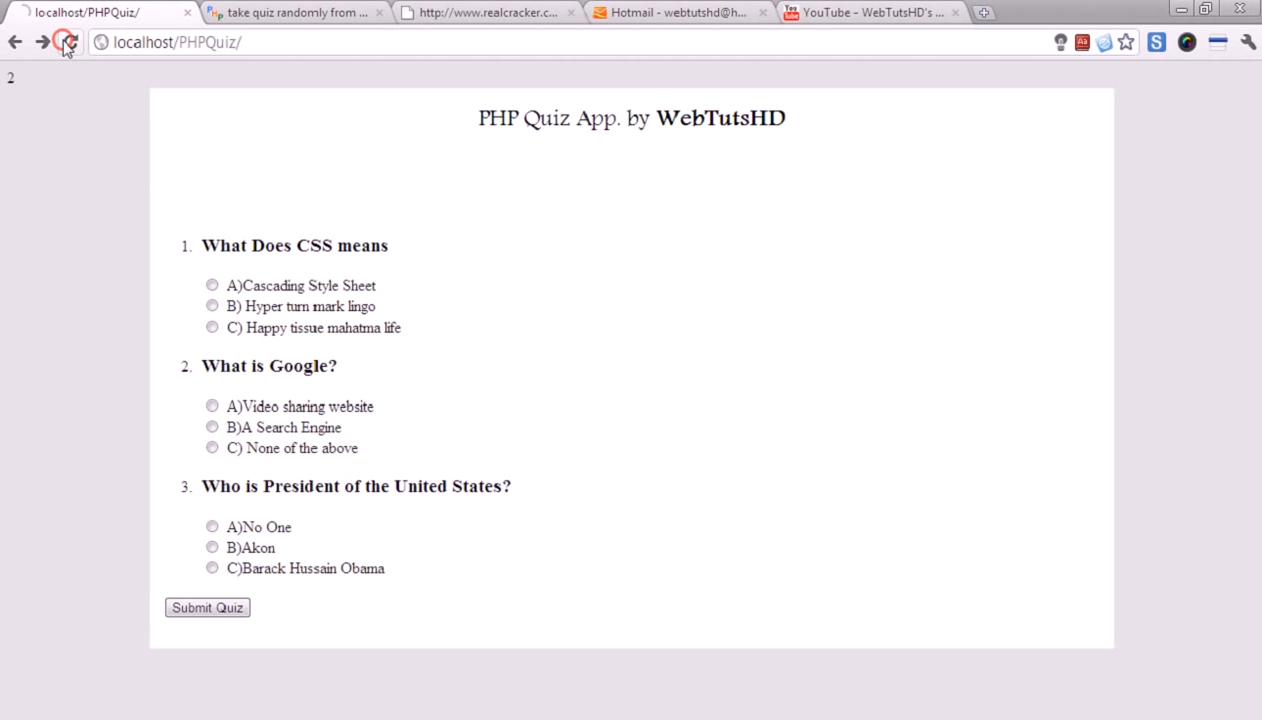 localhost/PHPQuiz/
take quiz randomly from ...
http://www.realcracker.c...
Hotmail - webtutshd@h...
YouTube - WebTutsHD's ...
localhost/PHPQuiz/
2
PHP Quiz App. by WebTutsHD
1. What Does CSS means
A)Cascading Style Sheet
B) Hyper turn mark lingo
C) Happy tissue mahatma life
2. What is Google?
A)Video sharing website
B)A Search Engine
C) None of the above
3. Who is President of the United States?
A)No One
B)Akon
C)Barack Hussain Obama
Submit Quiz